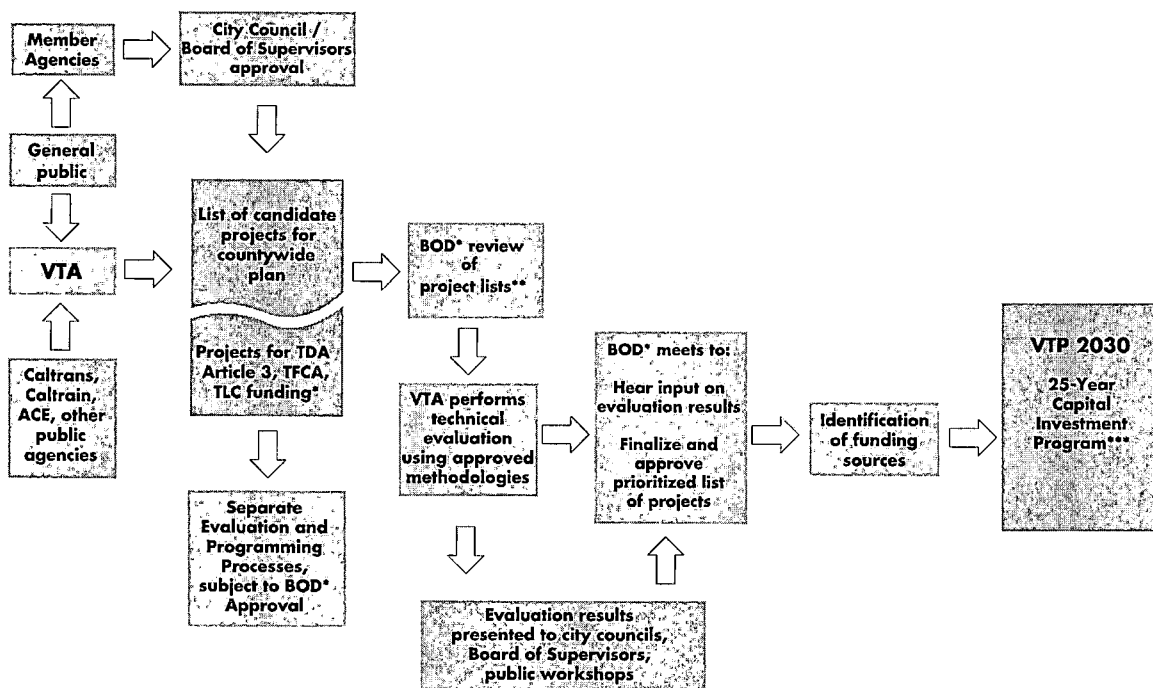 Member
Agencies
City Council /
Board of Supervisors
approval
General
public
VTA
Caltrans,
Caltrain,
ACE, other
public
agencies
List of candidate
projects for
countywide
plan
Projects for TDA
Article 3, TFCA,
TLC funding*
Separate
Evaluation and
Programming
Processes,
subject to BOD*
Approval
BOD* review
of
project lists**
VTA performs
technical
evaluation
using approved
methodologies
Evaluation results
presented to city councils,
Board of Supervisors,
public workshops
BOD* meets to:
Hear input on
evaluation results
Finalize and
approve
prioritized list
of projects
Identification
of funding
sources
VTP 2030
25-Year
Capital
Investment
Program***